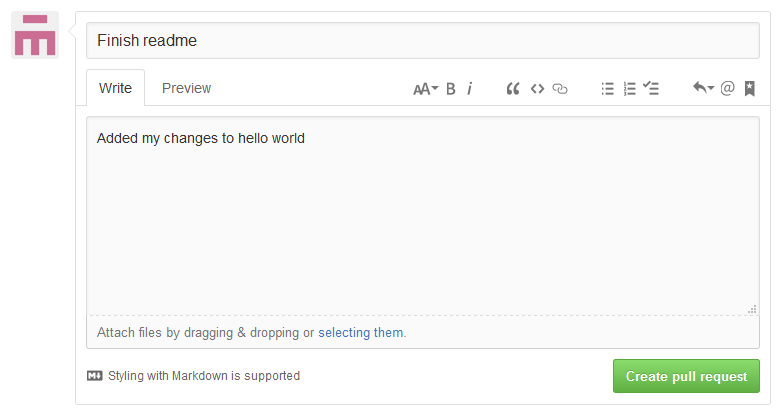 Finish readme
Write Preview AA B i @
Added my changes to hello world
Attach files by dragging & dropping or selecting them.
M Styling with Markdown is supported Create pull request